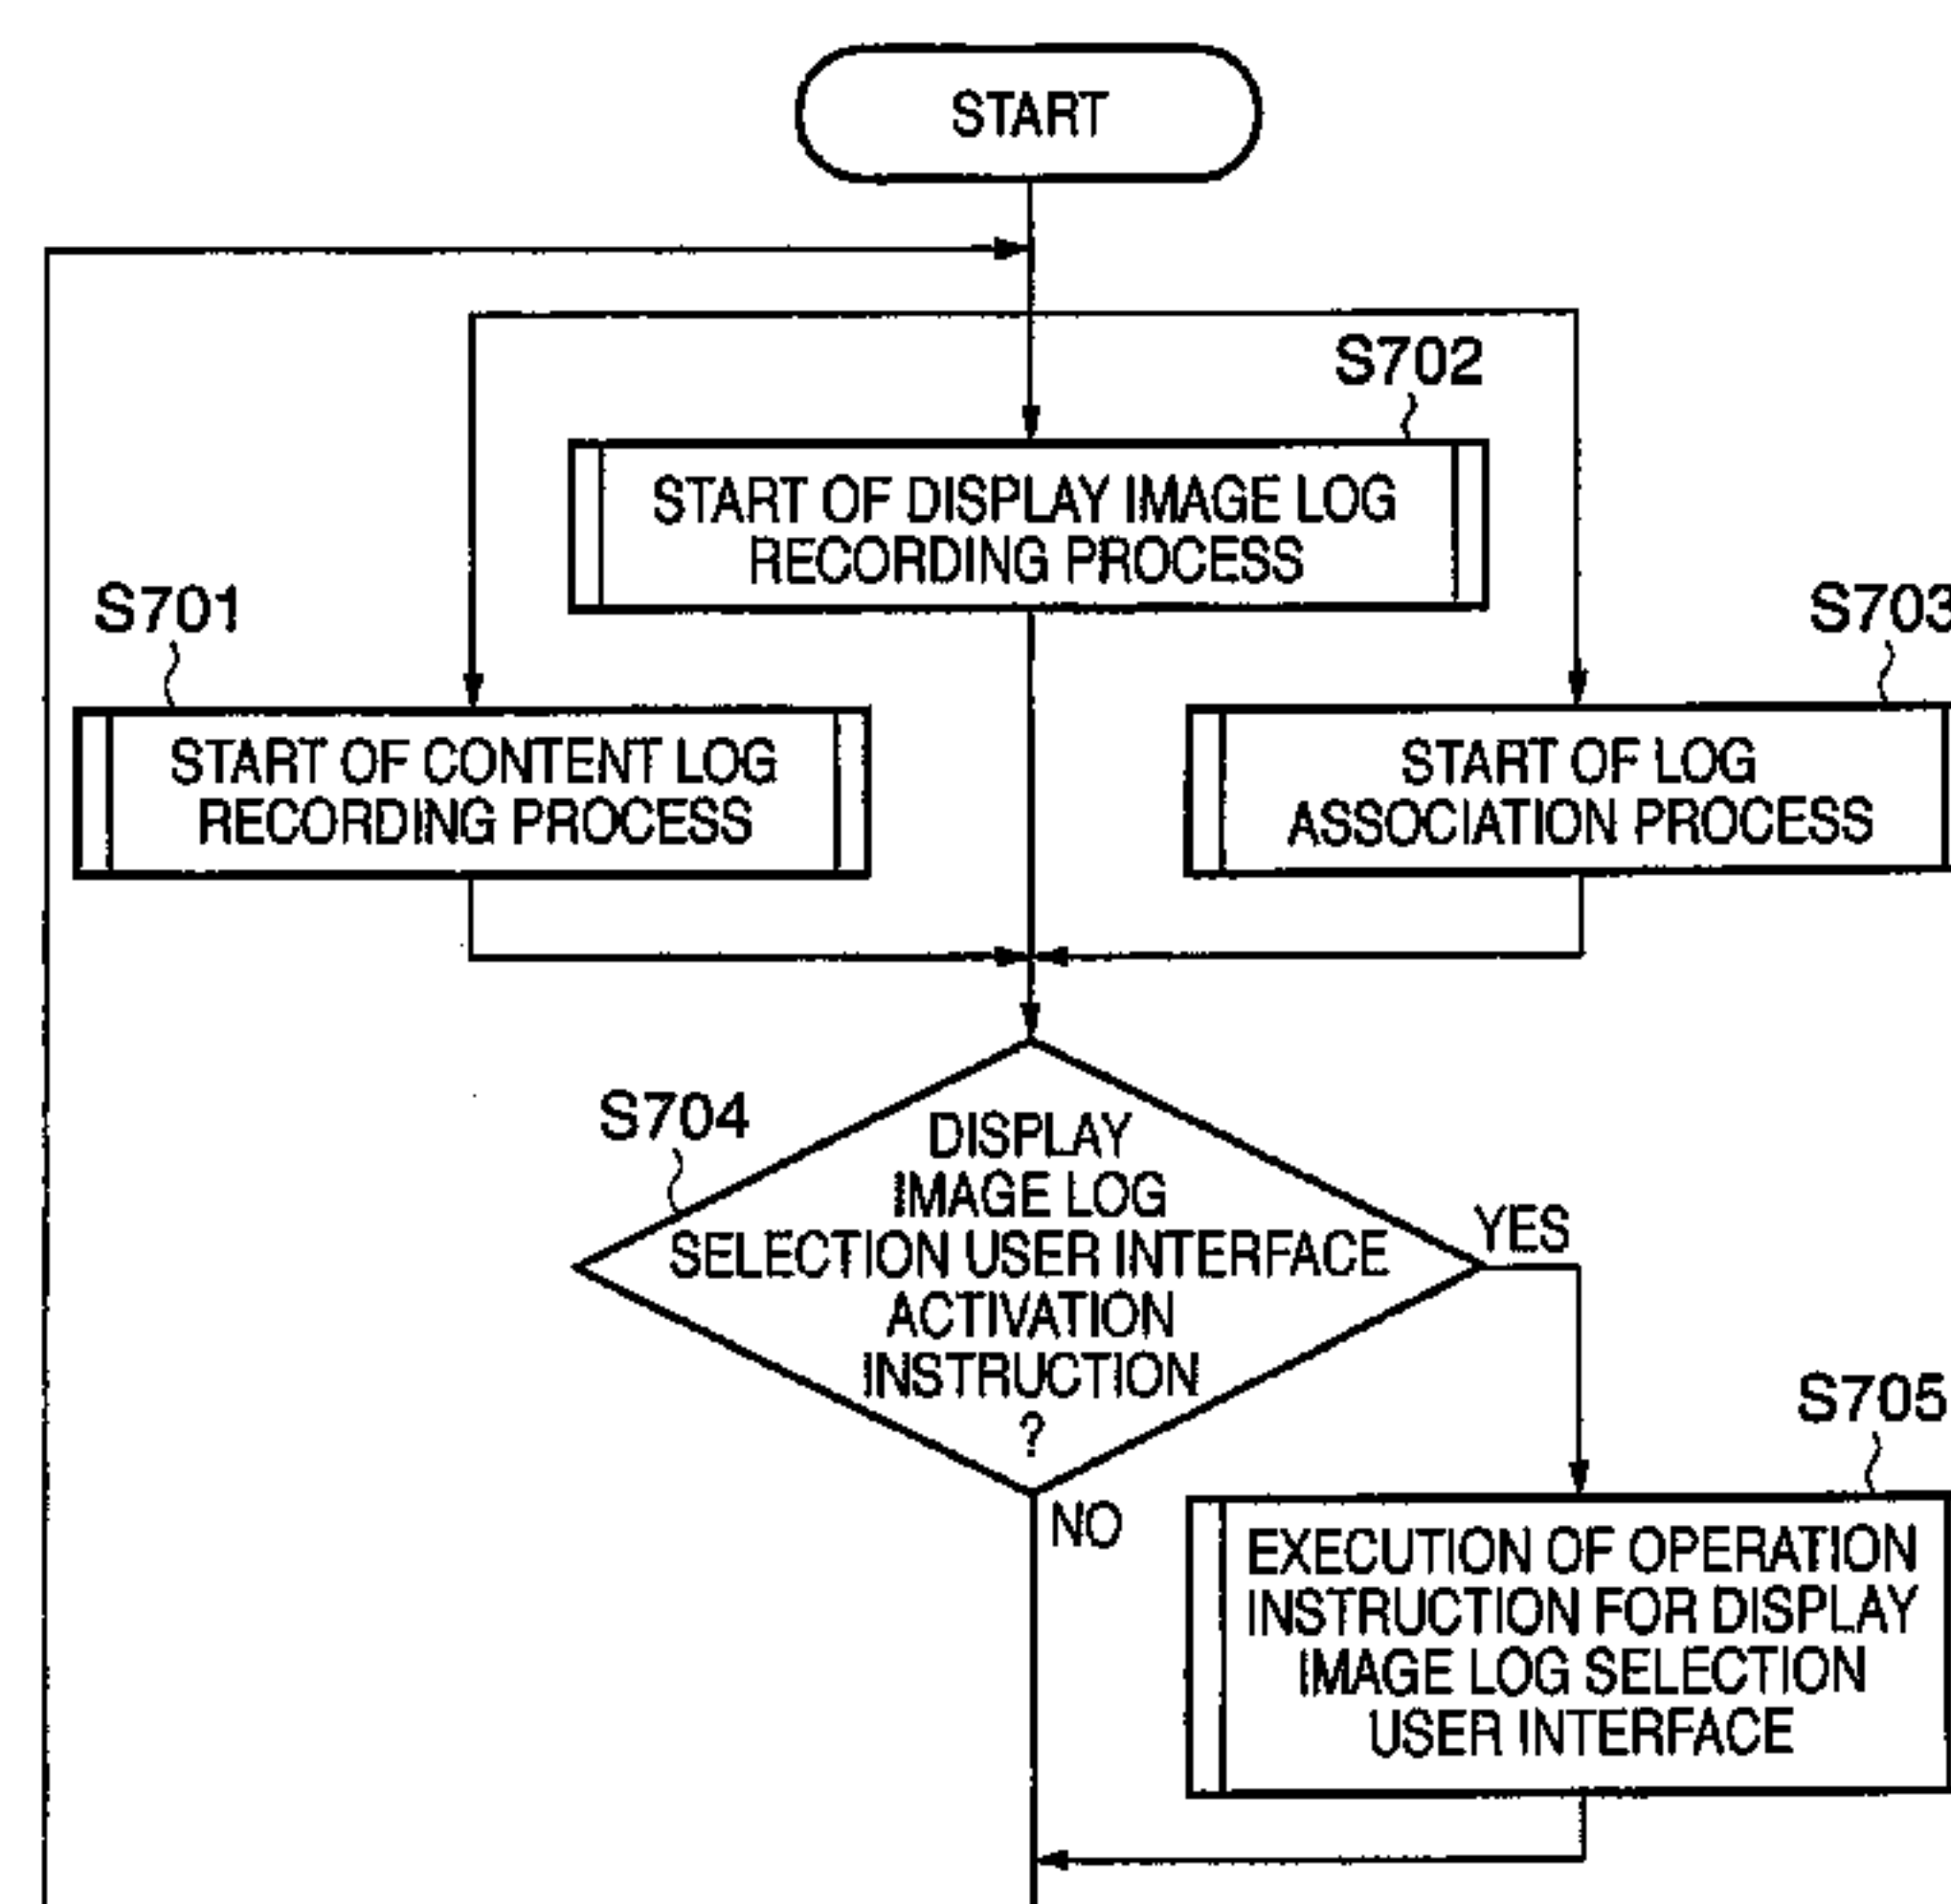 START
S702
START OF DISPLAY IMAGE LOG
RECORDING PROCESS
S701
START OF CONTENT LOG
RECORDING PROCESS
S703
START OF LOG
ASSOCIATION PROCESS
S704
DISPLAY
IMAGE LOG
SELECTION USER INTERFACE
ACTIVATION
INSTRUCTION
?
YES
NO
S705
EXECUTION OF OPERATION
INSTRUCTION FOR DISPLAY
IMAGE LOG SELECTION
USER INTERFACE